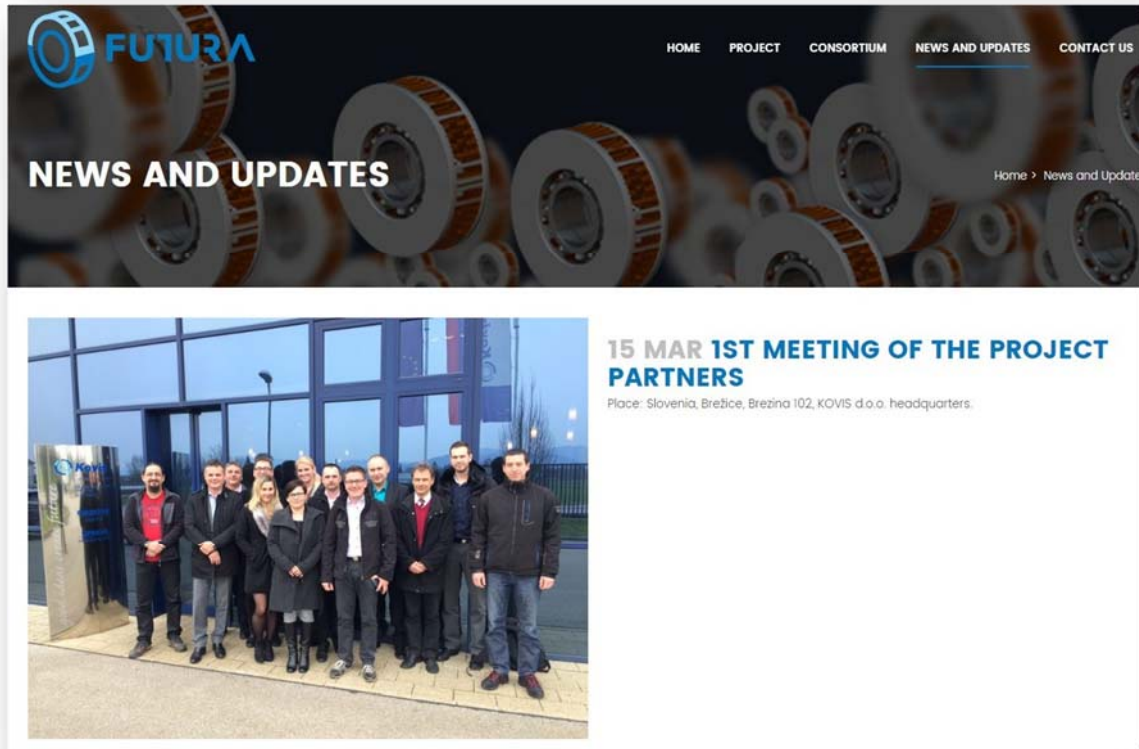 FUTURA
HOME PROJECT CONSORTIUM NEWS AND UPDATES CONTACT US
NEWS AND UPDATES
Home > News and Update
15 MAR 1ST MEETING OF THE PROJECT
PARTNERS
Place: Slovenia, Brežice, Brezina 102, KOVIS d.o.o. headquarters.
Kovis